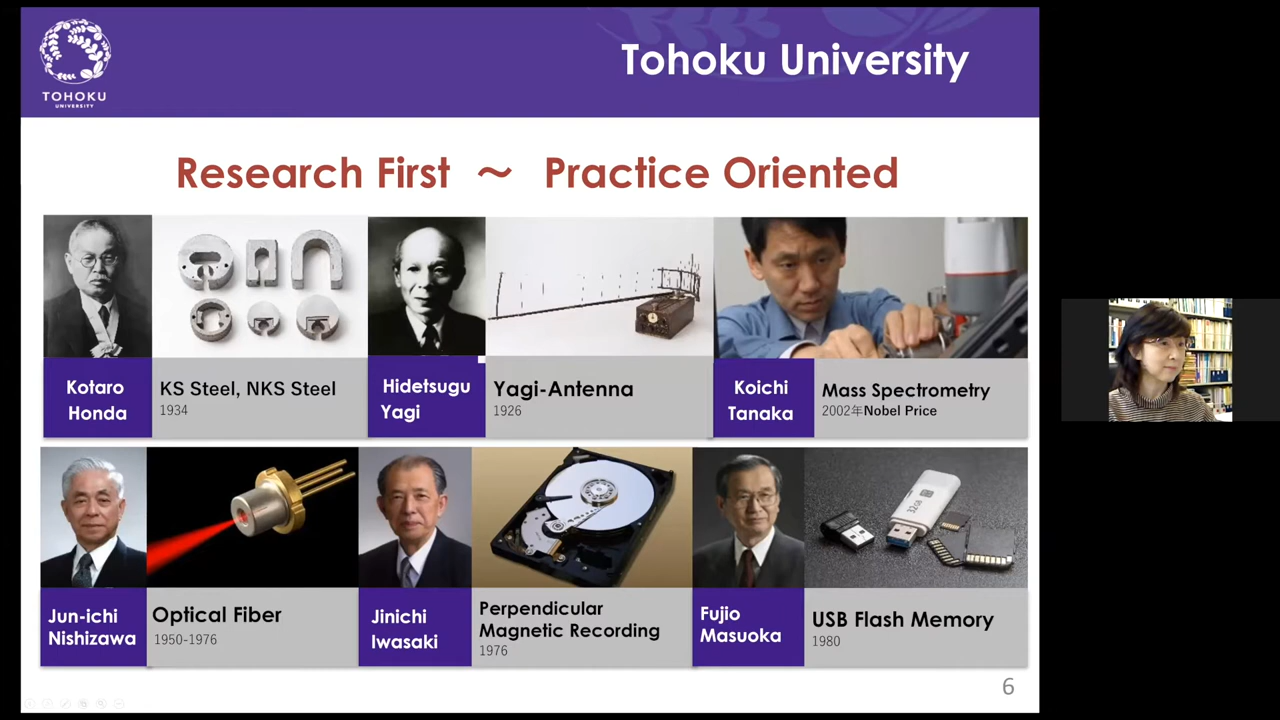 TOHOKU
UNIVERSITY
Tohoku University
Research First ～ Practice Oriented
Kotaro
Honda
KS Steel, NKS Steel
1934
Hidetsugu
Yagi
Yagi-Antenna
1926
Koichi
Tanaka
Mass Spectrometry
2002年Nobel Price
Jun-ichi
Nishizawa
Optical Fiber
1950-1976
Jinichi
Iwasaki
Perpendicular
Magnetic Recording
1976
Fujio
Masuoka
32GB
USB Flash Memory
1980
6